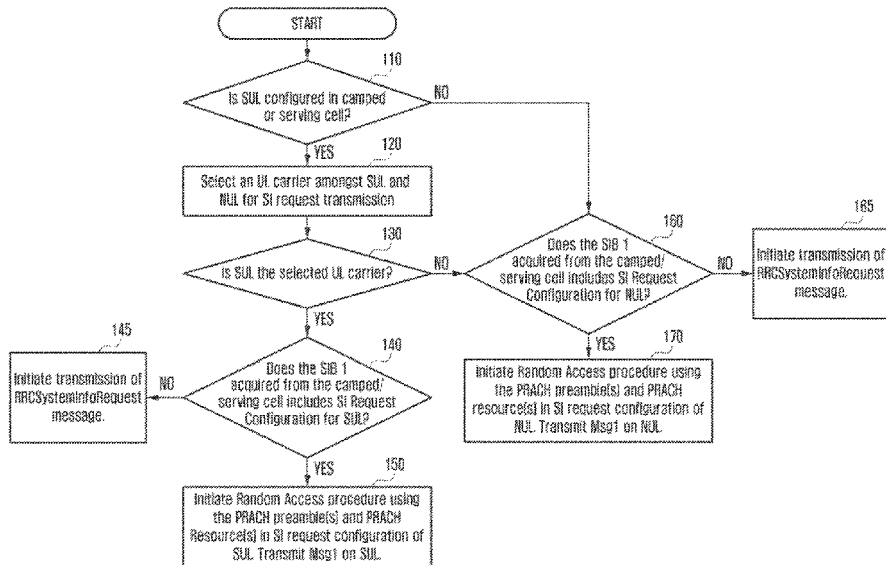 START
110
Is SUL configured in camped
or serving cell?
NO
YES
120
Select an UL carrier amongst SUL and
NUL for SI request transmission
130
Is SUL the selected UL carrier?
NO
YES
160
Does the SIB 1
acquired from the camped/
serving cell includes SI Request
Configuration for NUL?
NO
165
Initiate transmission of
RRCSystemInfoRequest
message.
YES
170
Initiate Random Access procedure using
the PRACH preamble(s) and PRACH
resource(s) in SI request configuration of
NUL. Transmit Msg1 on NUL.
140
Does the SIB 1
acquired from the camped/
serving cell includes SI Request
Configuration for SUL?
NO
145
Initiate transmission of
RRCSystemInfoRequest
message.
YES
150
Initiate Random Access procedure using
the PRACH preamble(s) and PRACH
Resource(s) in SI request configuration of
SUL. Transmit Msg1 on SUL.